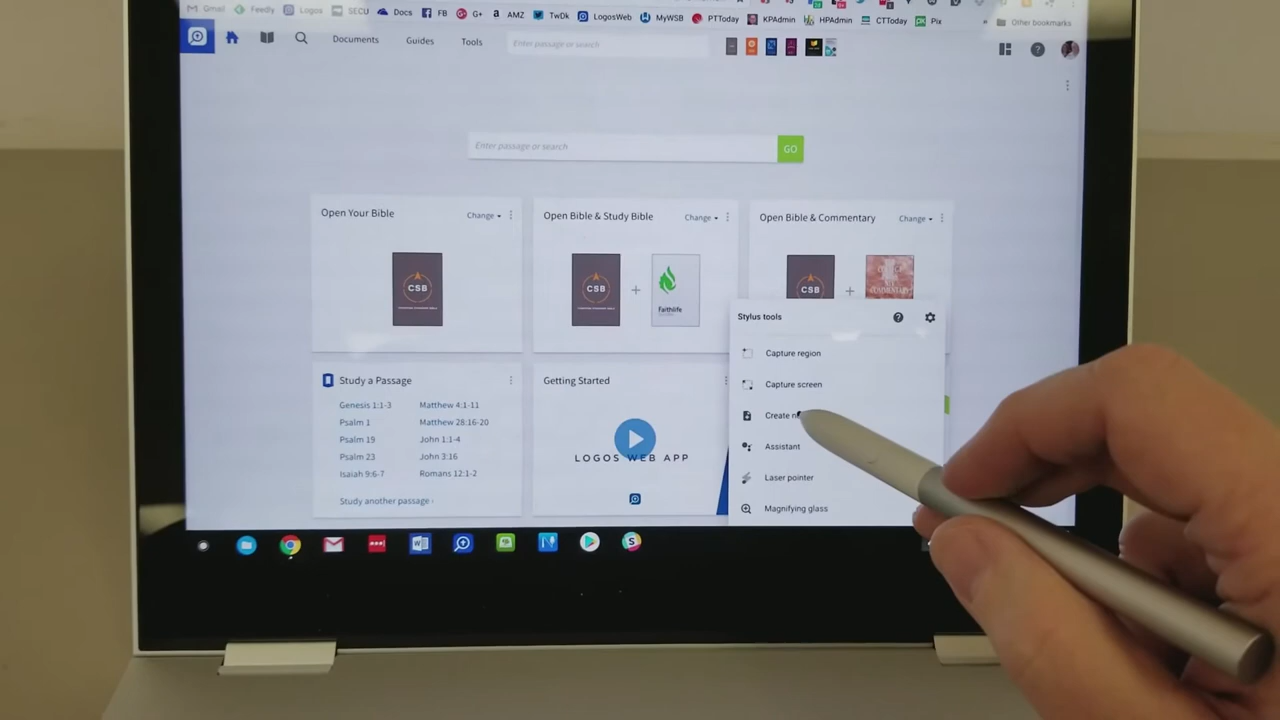 Gmail Feedly Logos SECU Docs FB G+ AMZ TwDk LogosWeb MyWSB PTToday KPAdmin HPAdmin CTToday Pix » Other bookmarks
Documents Guides Tools Enter passage or search
Enter passage or search GO
Open Your Bible Change
CSB
Open Bible & Study Bible Change
CSB + Faithlife
Open Bible & Commentary Change
CSB + COMMENTARY
Study a Passage
Genesis 1:1-3 Matthew 4:1-11
Psalm 1 Matthew 28:16-20
Psalm 19 John 1:1-4
Psalm 23 John 3:16
Isaiah 9:6-7 Romans 12:1-2
Study another passage ›
Getting Started
LOGOS WEB APP
Stylus tools
Capture region
Capture screen
Create
Assistant
Laser pointer
Magnifying glass